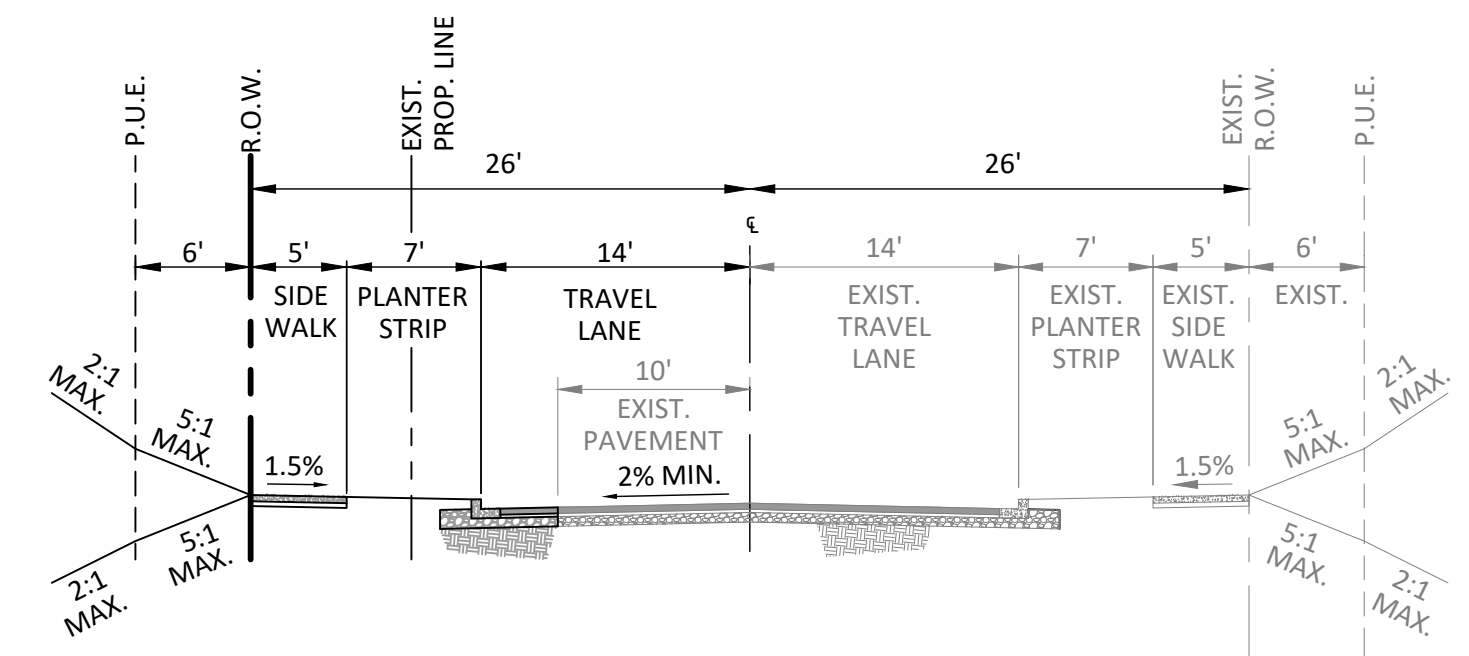 P.U.E.
R.O.W.
EXIST.
PROP. LINE
EXIST.
R.O.W.
P.U.E.
26'
26'
℄
6'
5'
7'
14'
14'
7'
5'
6'
SIDE
WALK
PLANTER
STRIP
TRAVEL
LANE
EXIST.
TRAVEL
LANE
EXIST.
PLANTER
STRIP
EXIST.
SIDE
WALK
EXIST.
10'
EXIST.
PAVEMENT
2% MIN.
2:1
MAX.
5:1
MAX.
1.5%
5:1
MAX.
2:1
MAX.
1.5%
5:1
MAX.
2:1
MAX.
5:1
MAX.
2:1
MAX.